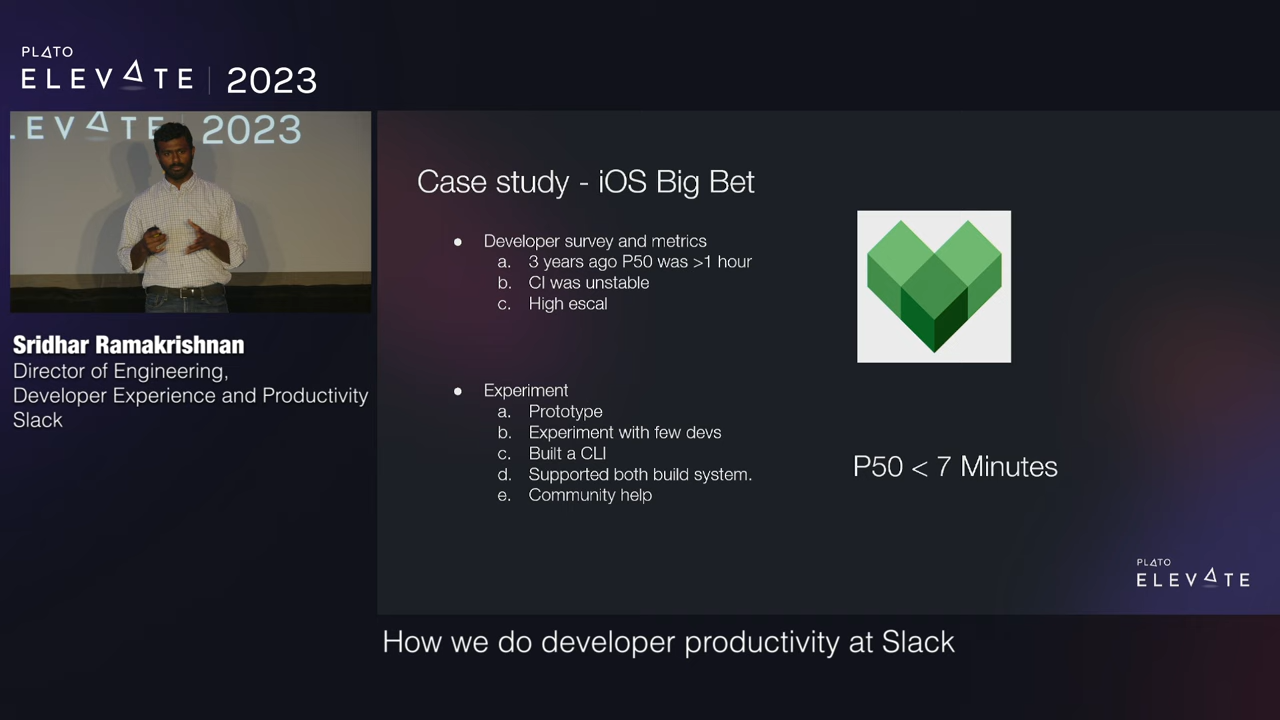 PLATO
ELEVATE | 2023
LEVATE 2023
Sridhar Ramakrishnan
Director of Engineering,
Developer Experience and Productivity
Slack
Case study - iOS Big Bet
● Developer survey and metrics
a. 3 years ago P50 was >1 hour
b. CI was unstable
c. High escal
● Experiment
a. Prototype
b. Experiment with few devs
c. Built a CLI
d. Supported both build system.
e. Community help
P50 < 7 Minutes
PLATO
ELEVATE
How we do developer productivity at Slack